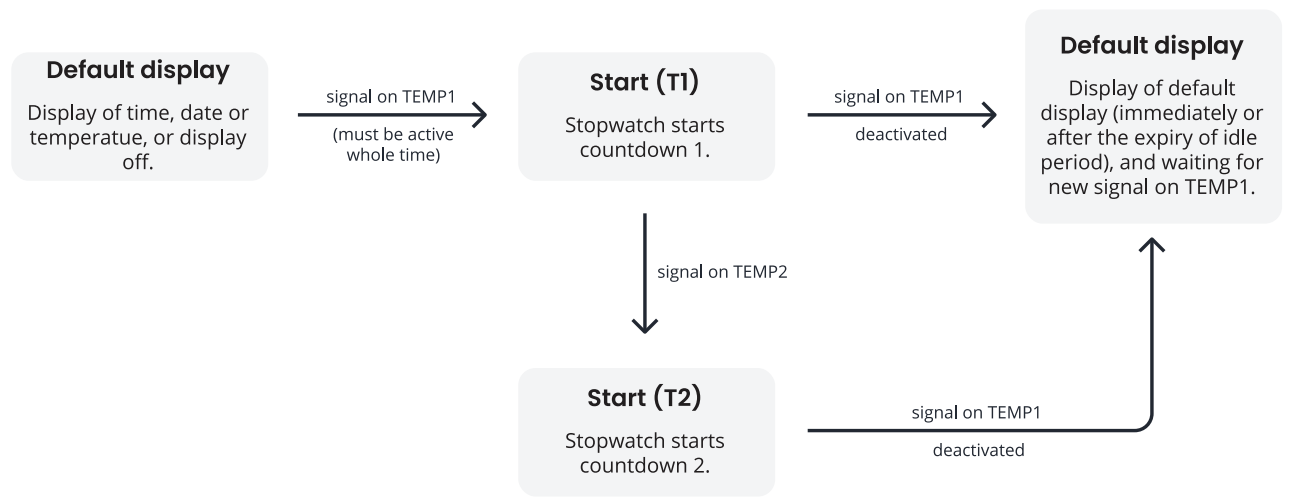 Default display
Display of time, date or
temperatue, or display
off.
signal on TEMP1
(must be active
whole time)
Start (T1)
Stopwatch starts
countdown 1.
signal on TEMP1
deactivated
Default display
Display of default
display (immediately or
after the expiry of idle
period), and waiting for
new signal on TEMP1.
signal on TEMP2
Start (T2)
Stopwatch starts
countdown 2.
signal on TEMP1
deactivated